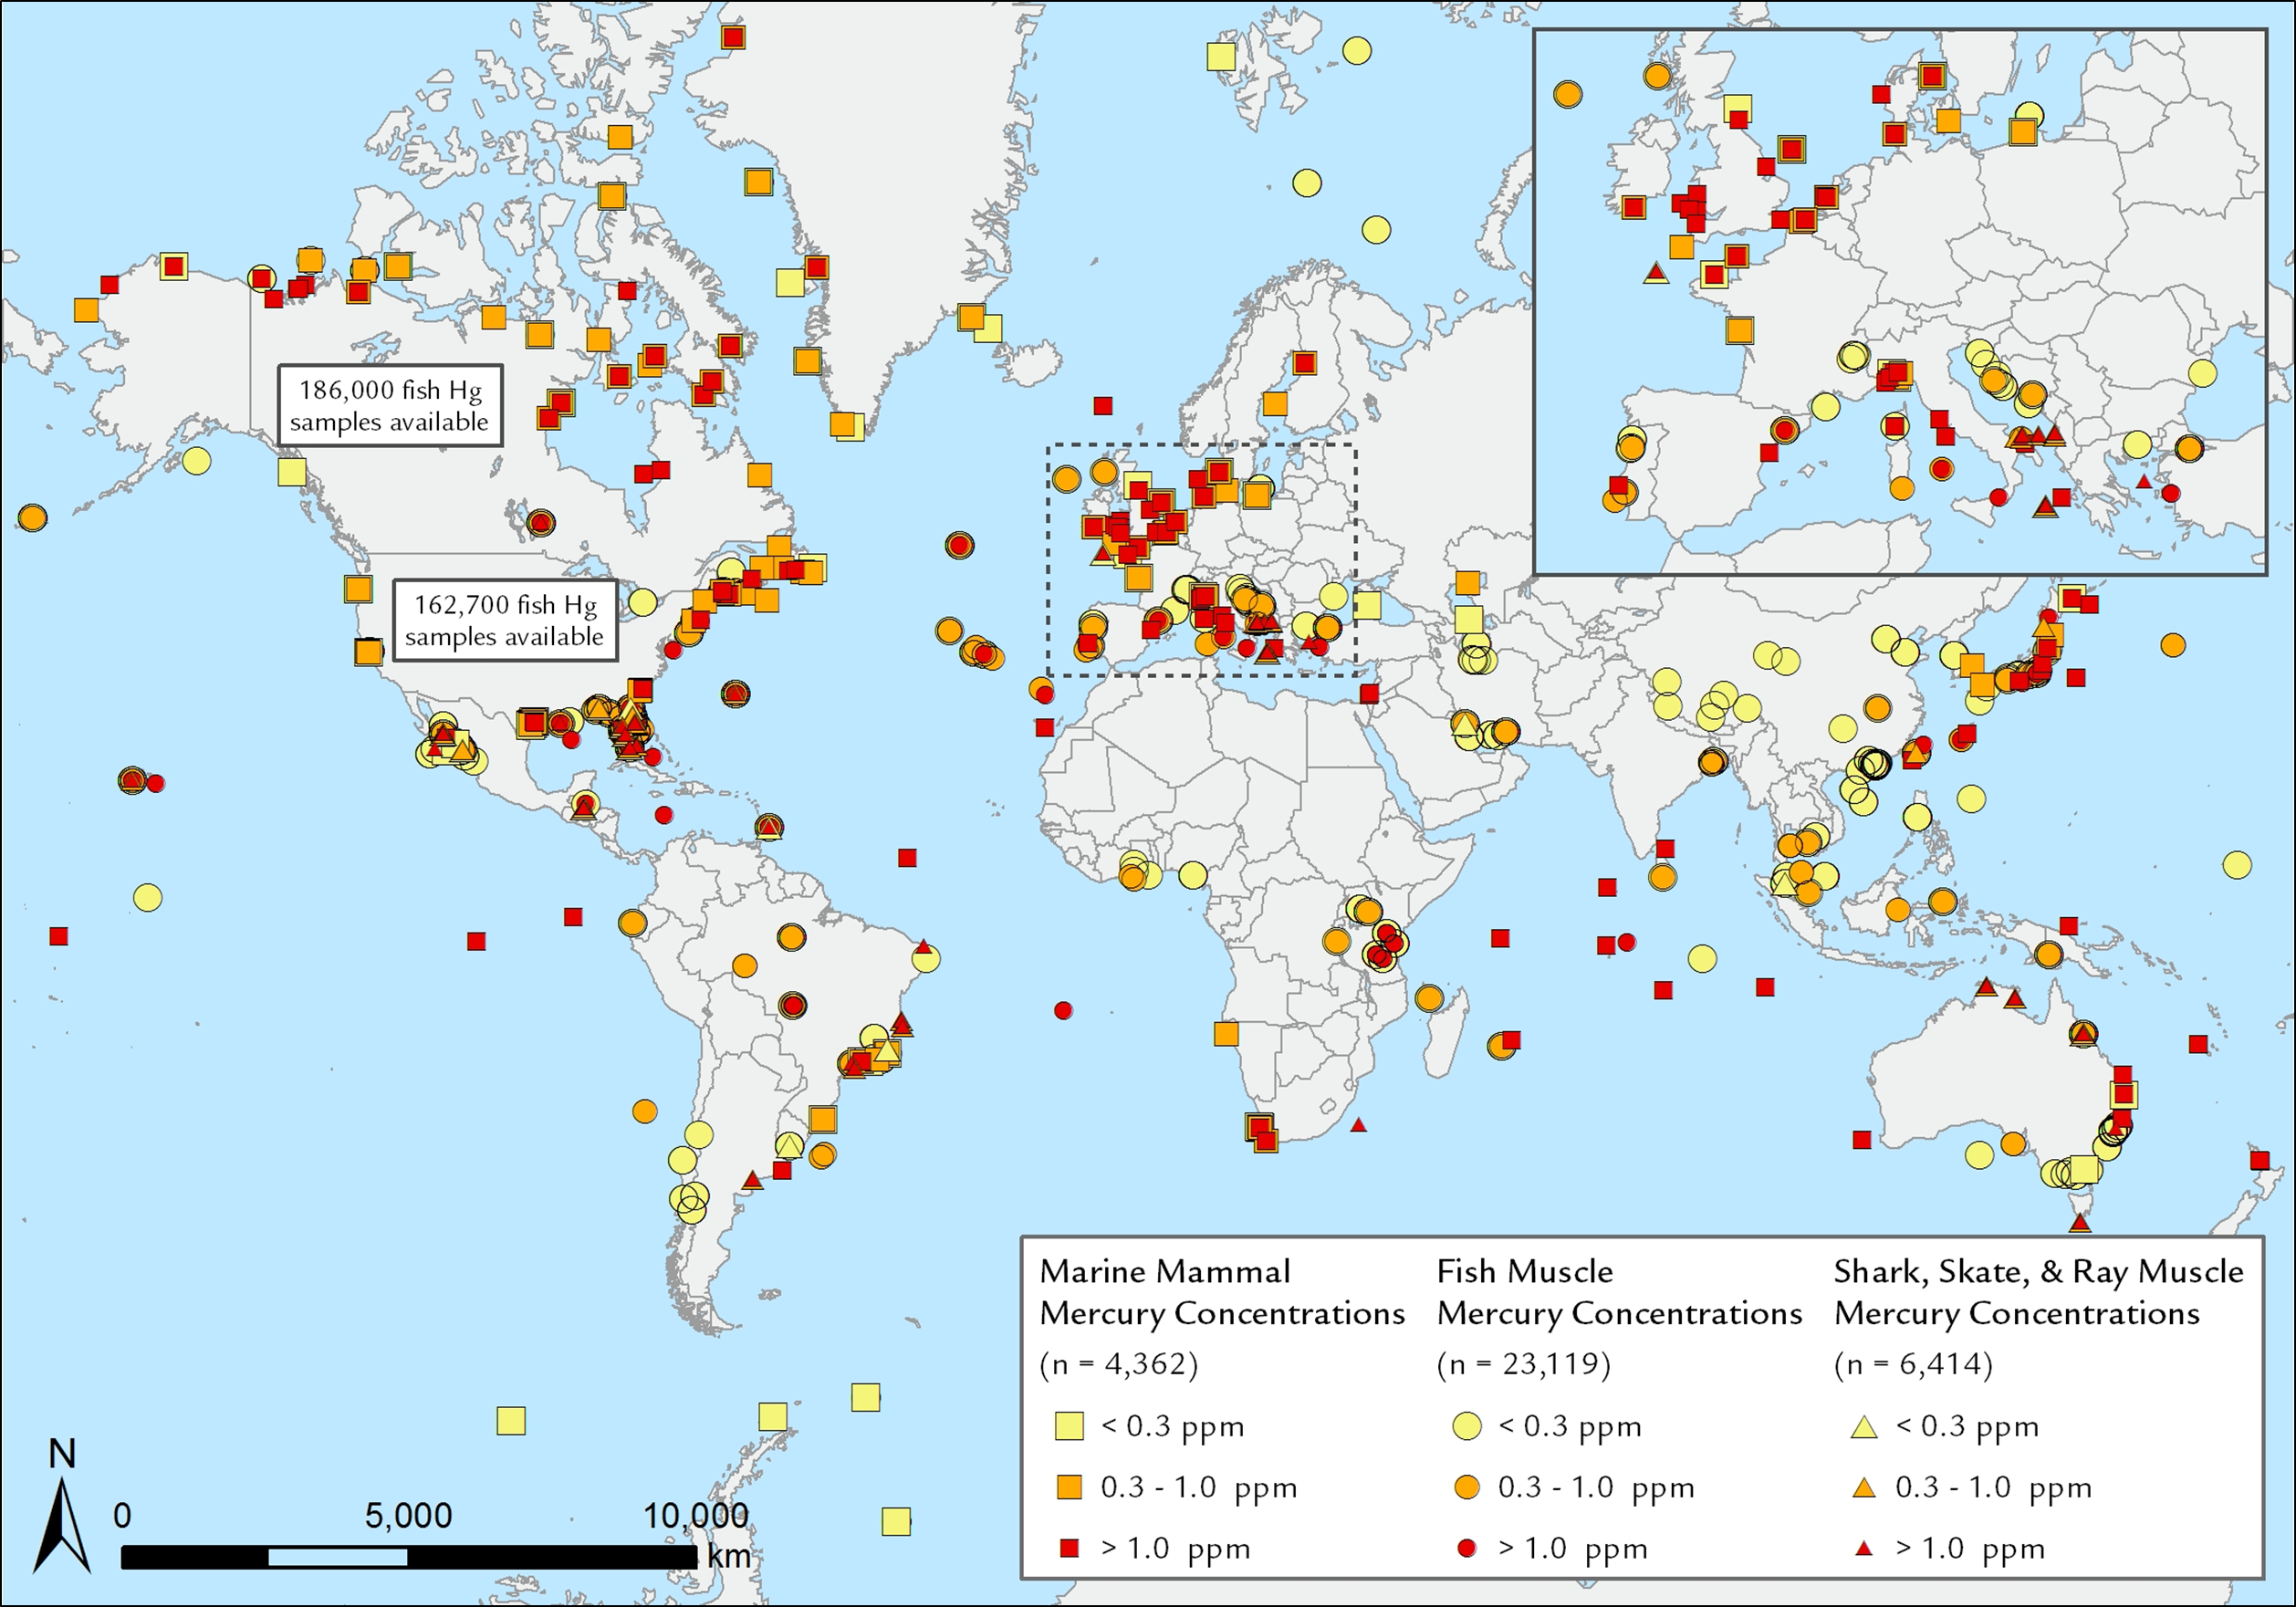 186,000 fish Hg
samples available
162,700 fish Hg
samples available
Marine Mammal
Mercury Concentrations
(n = 4,362)
< 0.3 ppm
0.3 - 1.0 ppm
> 1.0 ppm
Fish Muscle
Mercury Concentrations
(n = 23,119)
< 0.3 ppm
0.3 - 1.0 ppm
> 1.0 ppm
Shark, Skate, & Ray Muscle
Mercury Concentrations
(n = 6,414)
< 0.3 ppm
0.3 - 1.0 ppm
> 1.0 ppm
N
0 5,000 10,000
km